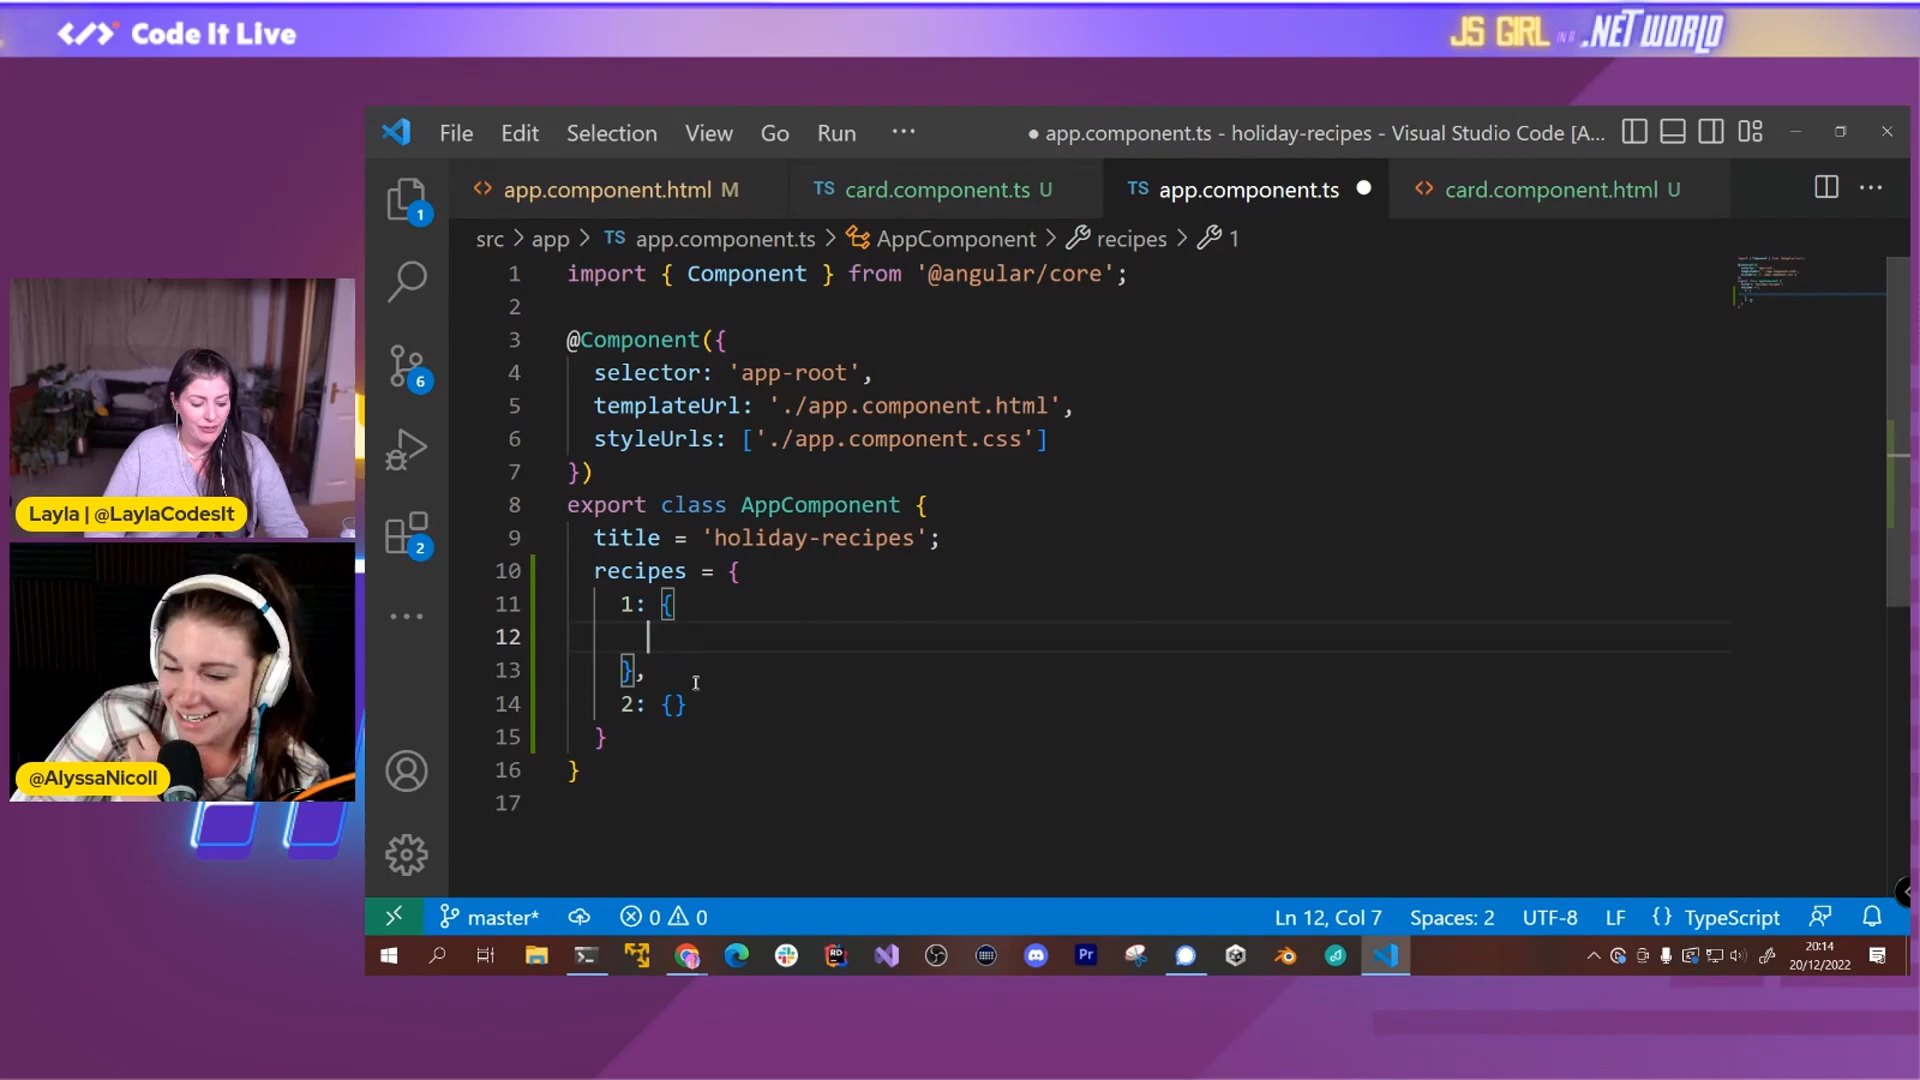 Code It Live
JS GIRL IN A .NET WORLD
File Edit Selection View Go Run ···
● app.component.ts - holiday-recipes - Visual Studio Code [A...
app.component.html M
TS card.component.ts U
TS app.component.ts
card.component.html U
src > app > TS app.component.ts > AppComponent > recipes > 1
1 import { Component } from '@angular/core';
2
3 @Component({
4 selector: 'app-root',
5 templateUrl: './app.component.html',
6 styleUrls: ['./app.component.css']
7 })
8 export class AppComponent {
9 title = 'holiday-recipes';
10 recipes = {
11 1: {
12
13 },
14 2: {}
15 }
16 }
17
1
6
2
Layla | @LaylaCodesIt
@AlyssaNicoll
master* 0 0 Ln 12, Col 7 Spaces: 2 UTF-8 LF {} TypeScript
RD
Pr
20:14
20/12/2022